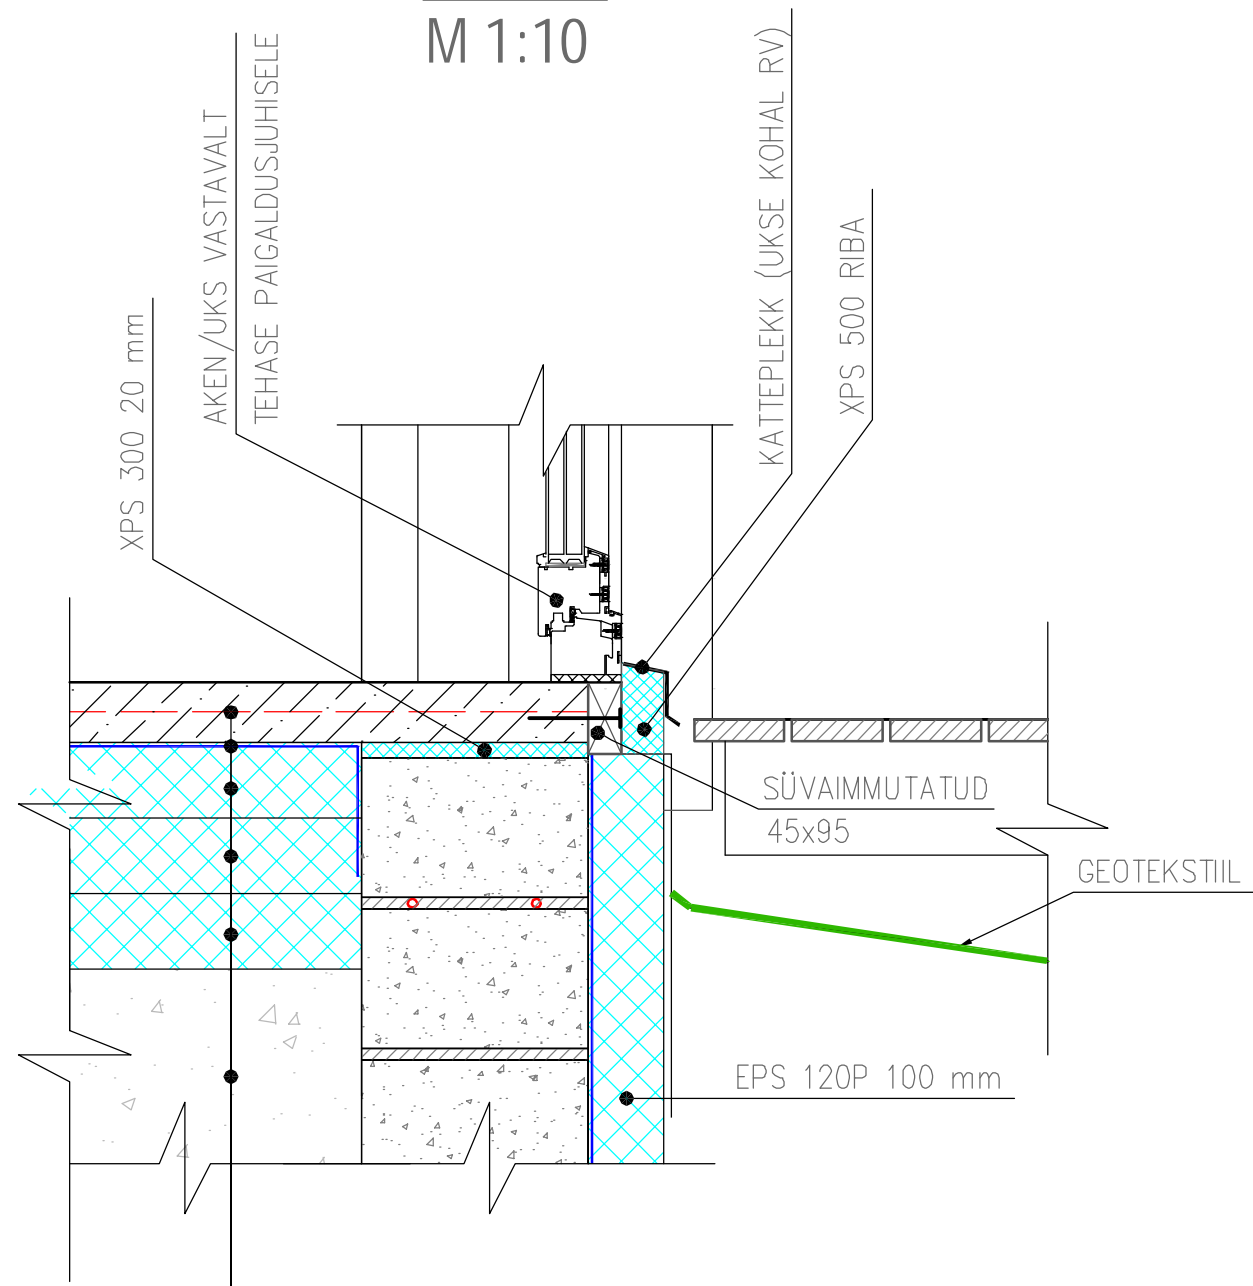 M 1:10
XPS 300 20 mm
AKEN/UKS VASTAVALT
TEHASE PAIGALDUSJUHISELE
KATTEPLEKK (UKSE KOHAL RV)
XPS 500 RIBA
SÜVAIMMUTATUD
45x95
GEOTEKSTIIL
EPS 120P 100 mm